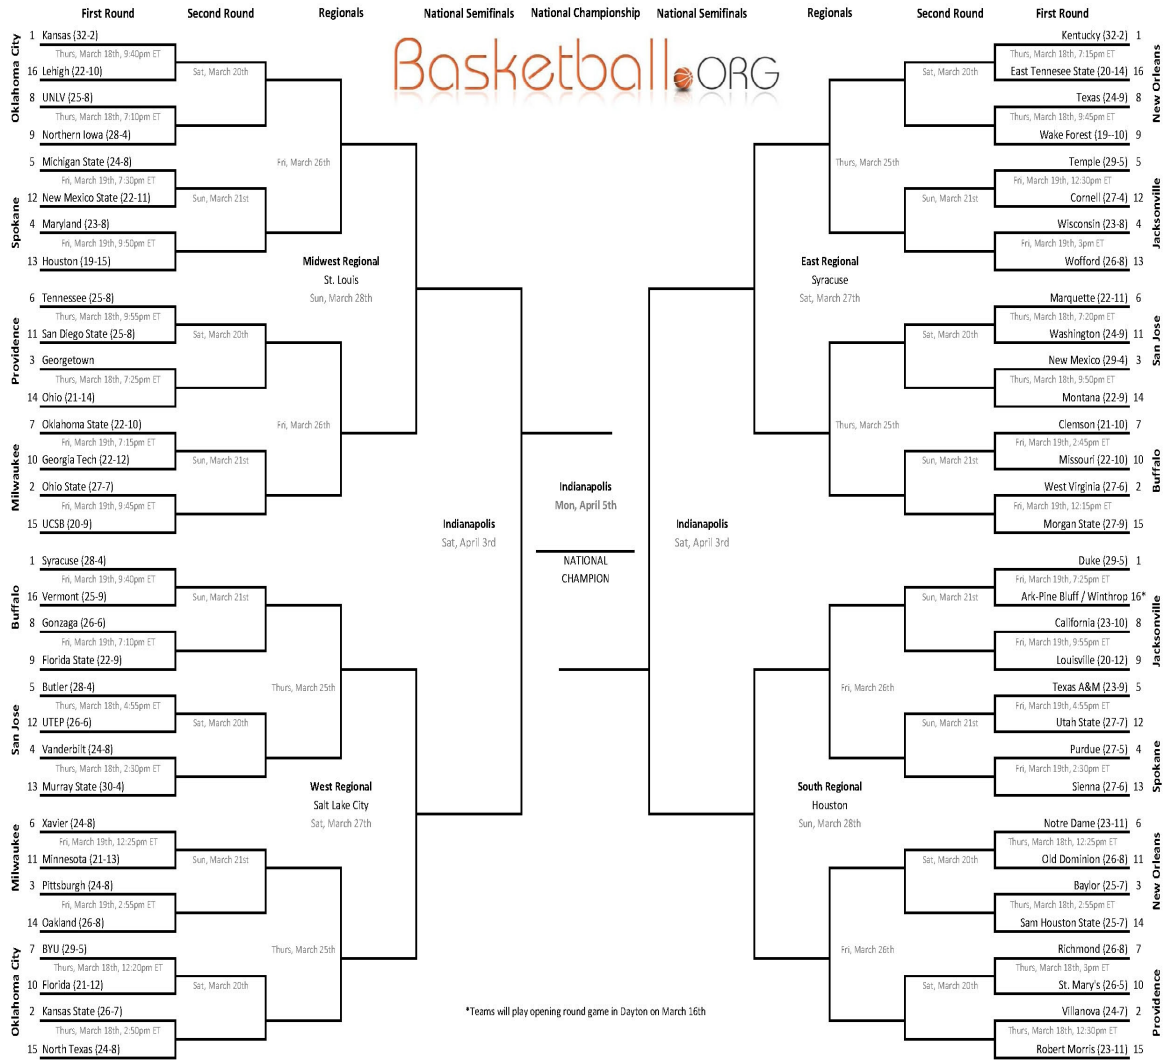 First Round Second Round Regionals National Semifinals National Championship National Semifinals Regionals Second Round First Round
Basketball.ORG
Oklahoma City
1 Kansas (32-2)
Thurs, March 18th, 9:40pm ET
16 Lehigh (22-10)
Sat, March 20th
8 UNLV (25-8)
Thurs, March 18th, 7:10pm ET
9 Northern Iowa (28-4)
Fri, March 26th
Spokane
5 Michigan State (24-8)
Fri, March 19th, 7:30pm ET
12 New Mexico State (22-11)
Sun, March 21st
4 Maryland (23-8)
Fri, March 19th, 9:50pm ET
13 Houston (19-15)
Midwest Regional
St. Louis
Sun, March 28th
Providence
6 Tennessee (25-8)
Thurs, March 18th, 9:55pm ET
11 San Diego State (25-8)
Sat, March 20th
3 Georgetown
Thurs, March 18th, 7:25pm ET
14 Ohio (21-14)
Fri, March 26th
Milwaukee
7 Oklahoma State (22-10)
Fri, March 19th, 7:15pm ET
10 Georgia Tech (22-12)
Sun, March 21st
2 Ohio State (27-7)
Fri, March 19th, 9:45pm ET
15 UCSB (20-9)
Indianapolis
Sat, April 3rd
Buffalo
1 Syracuse (28-4)
Fri, March 19th, 9:40pm ET
16 Vermont (25-9)
Sun, March 21st
8 Gonzaga (26-6)
Fri, March 19th, 7:10pm ET
9 Florida State (22-9)
Thurs, March 25th
San Jose
5 Butler (28-4)
Thurs, March 18th, 4:55pm ET
12 UTEP (26-6)
Sat, March 20th
4 Vanderbilt (24-8)
Thurs, March 18th, 2:30pm ET
13 Murray State (30-4)
West Regional
Salt Lake City
Sat, March 27th
Milwaukee
6 Xavier (24-8)
Fri, March 19th, 12:25pm ET
11 Minnesota (21-13)
Sun, March 21st
3 Pittsburgh (24-8)
Fri, March 19th, 2:55pm ET
14 Oakland (26-8)
Thurs, March 25th
Oklahoma City
7 BYU (29-5)
Thurs, March 18th, 12:20pm ET
10 Florida (21-12)
Sat, March 20th
2 Kansas State (26-7)
Thurs, March 18th, 2:50pm ET
15 North Texas (24-8)
Indianapolis
Mon, April 5th
NATIONAL
CHAMPION
*Teams will play opening round game in Dayton on March 16th
New Orleans
Kentucky (32-2) 1
Thurs, March 18th, 7:15pm ET
East Tennessee State (20-14) 16
Sat, March 20th
Texas (24-9) 8
Thurs, March 18th, 9:45pm ET
Wake Forest (19--10) 9
Thurs, March 25th
Jacksonville
Temple (29-5) 5
Fri, March 19th, 12:30pm ET
Cornell (27-4) 12
Sun, March 21st
Wisconsin (23-8) 4
Fri, March 19th, 3pm ET
Wofford (26-8) 13
East Regional
Syracuse
Sat, March 27th
San Jose
Marquette (22-11) 6
Thurs, March 18th, 7:20pm ET
Washington (24-9) 11
Sat, March 20th
New Mexico (29-4) 3
Thurs, March 18th, 9:50pm ET
Montana (22-9) 14
Thurs, March 25th
Buffalo
Clemson (21-10) 7
Fri, March 19th, 2:45pm ET
Missouri (22-10) 10
Sun, March 21st
West Virginia (27-6) 2
Fri, March 19th, 12:15pm ET
Morgan State (27-9) 15
Indianapolis
Sat, April 3rd
Jacksonville
Duke (29-5) 1
Fri, March 19th, 7:25pm ET
Ark-Pine Bluff / Winthrop 16*
Sun, March 21st
California (23-10) 8
Fri, March 19th, 9:55pm ET
Louisville (20-12) 9
Fri, March 26th
Spokane
Texas A&M (23-9) 5
Fri, March 19th, 4:55pm ET
Utah State (27-7) 12
Sun, March 21st
Purdue (27-5) 4
Fri, March 19th, 2:30pm ET
Sienna (27-6) 13
South Regional
Houston
Sun, March 28th
New Orleans
Notre Dame (23-11) 6
Thurs, March 18th, 12:25pm ET
Old Dominion (26-8) 11
Sat, March 20th
Baylor (25-7) 3
Thurs, March 18th, 2:55pm ET
Sam Houston State (25-7) 14
Fri, March 26th
Providence
Richmond (26-8) 7
Thurs, March 18th, 3pm ET
St. Mary's (26-5) 10
Sat, March 20th
Villanova (24-7) 2
Thurs, March 18th, 12:30pm ET
Robert Morris (23-11) 15